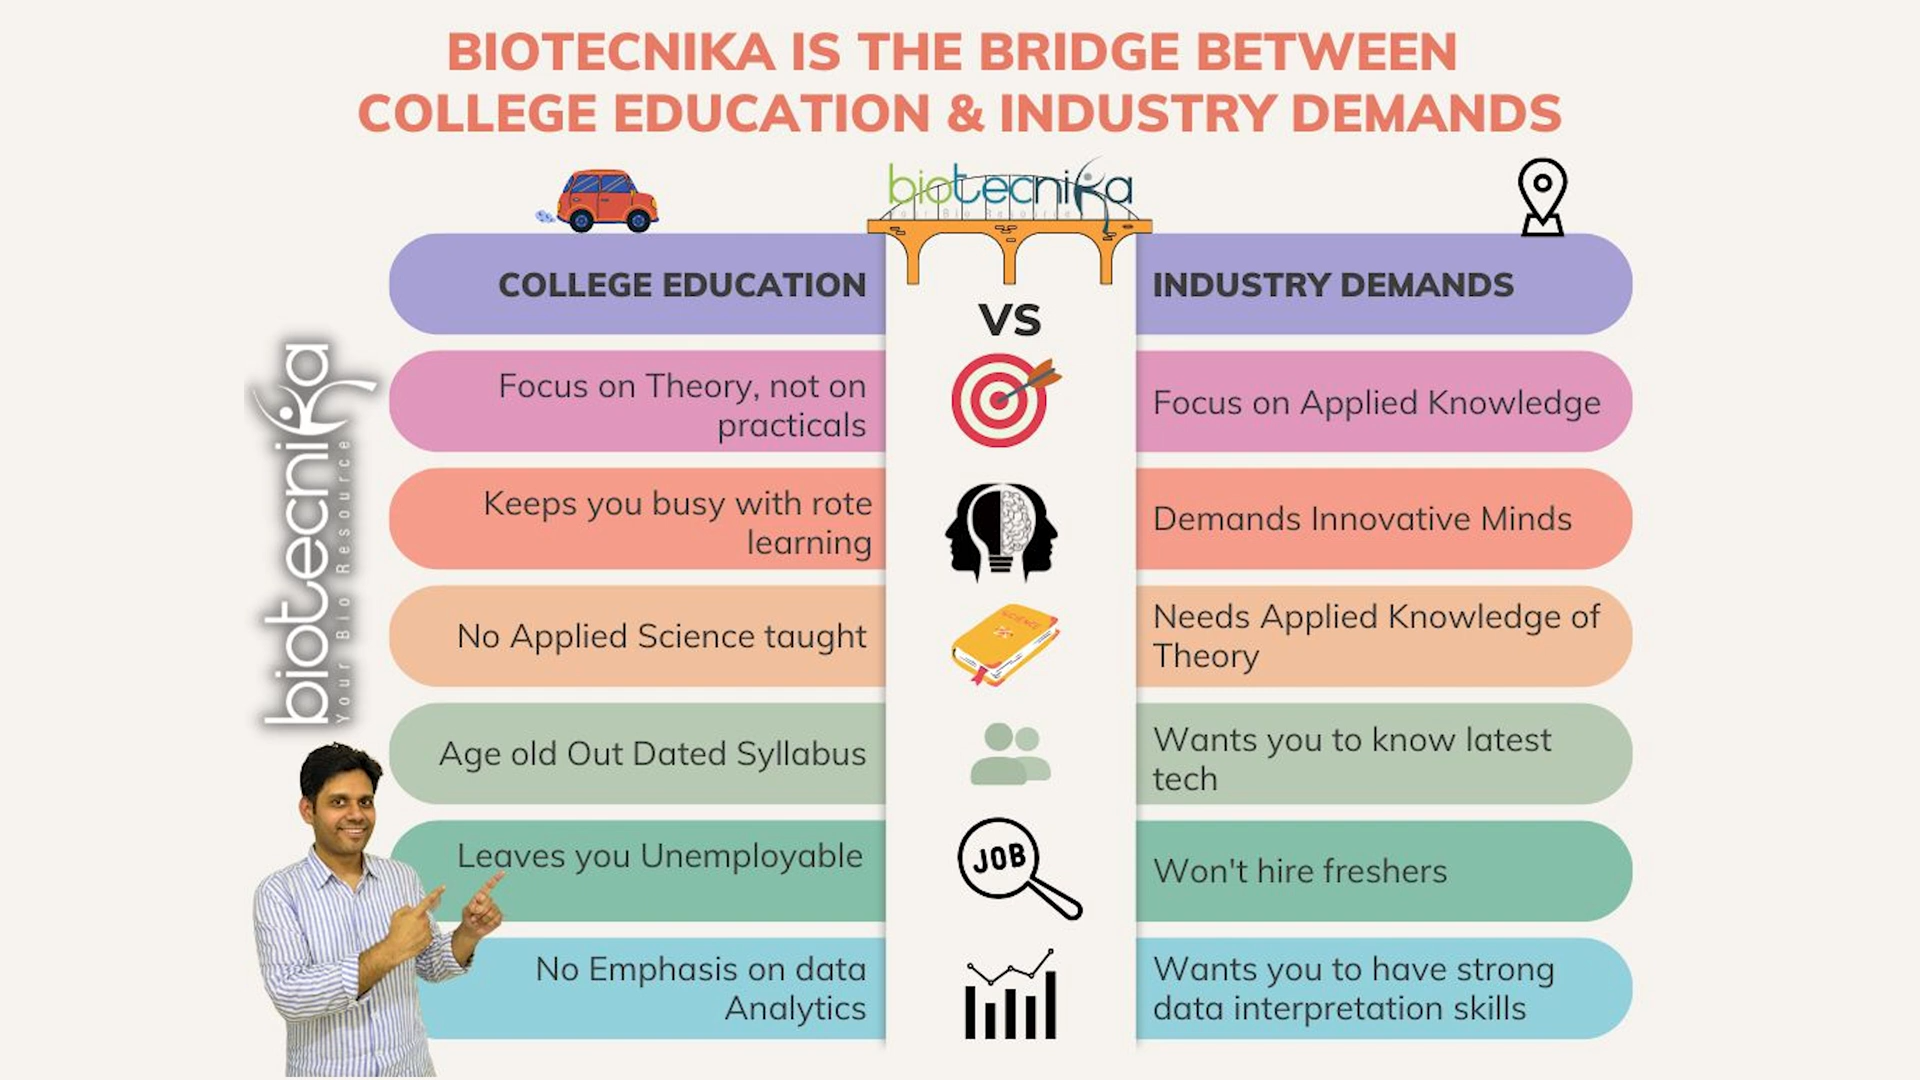 BIOTECNIKA IS THE BRIDGE BETWEEN
COLLEGE EDUCATION & INDUSTRY DEMANDS
biotecnika
Your Bio Resource
COLLEGE EDUCATION
VS
INDUSTRY DEMANDS
Focus on Theory, not on
practicals
Focus on Applied Knowledge
Keeps you busy with rote
learning
Demands Innovative Minds
No Applied Science taught
SCIENCE
Needs Applied Knowledge of
Theory
Age old Out Dated Syllabus
Wants you to know latest
tech
Leaves you Unemployable
JOB
Won't hire freshers
No Emphasis on data
Analytics
Wants you to have strong
data interpretation skills
biotecnika
Your Bio Resource